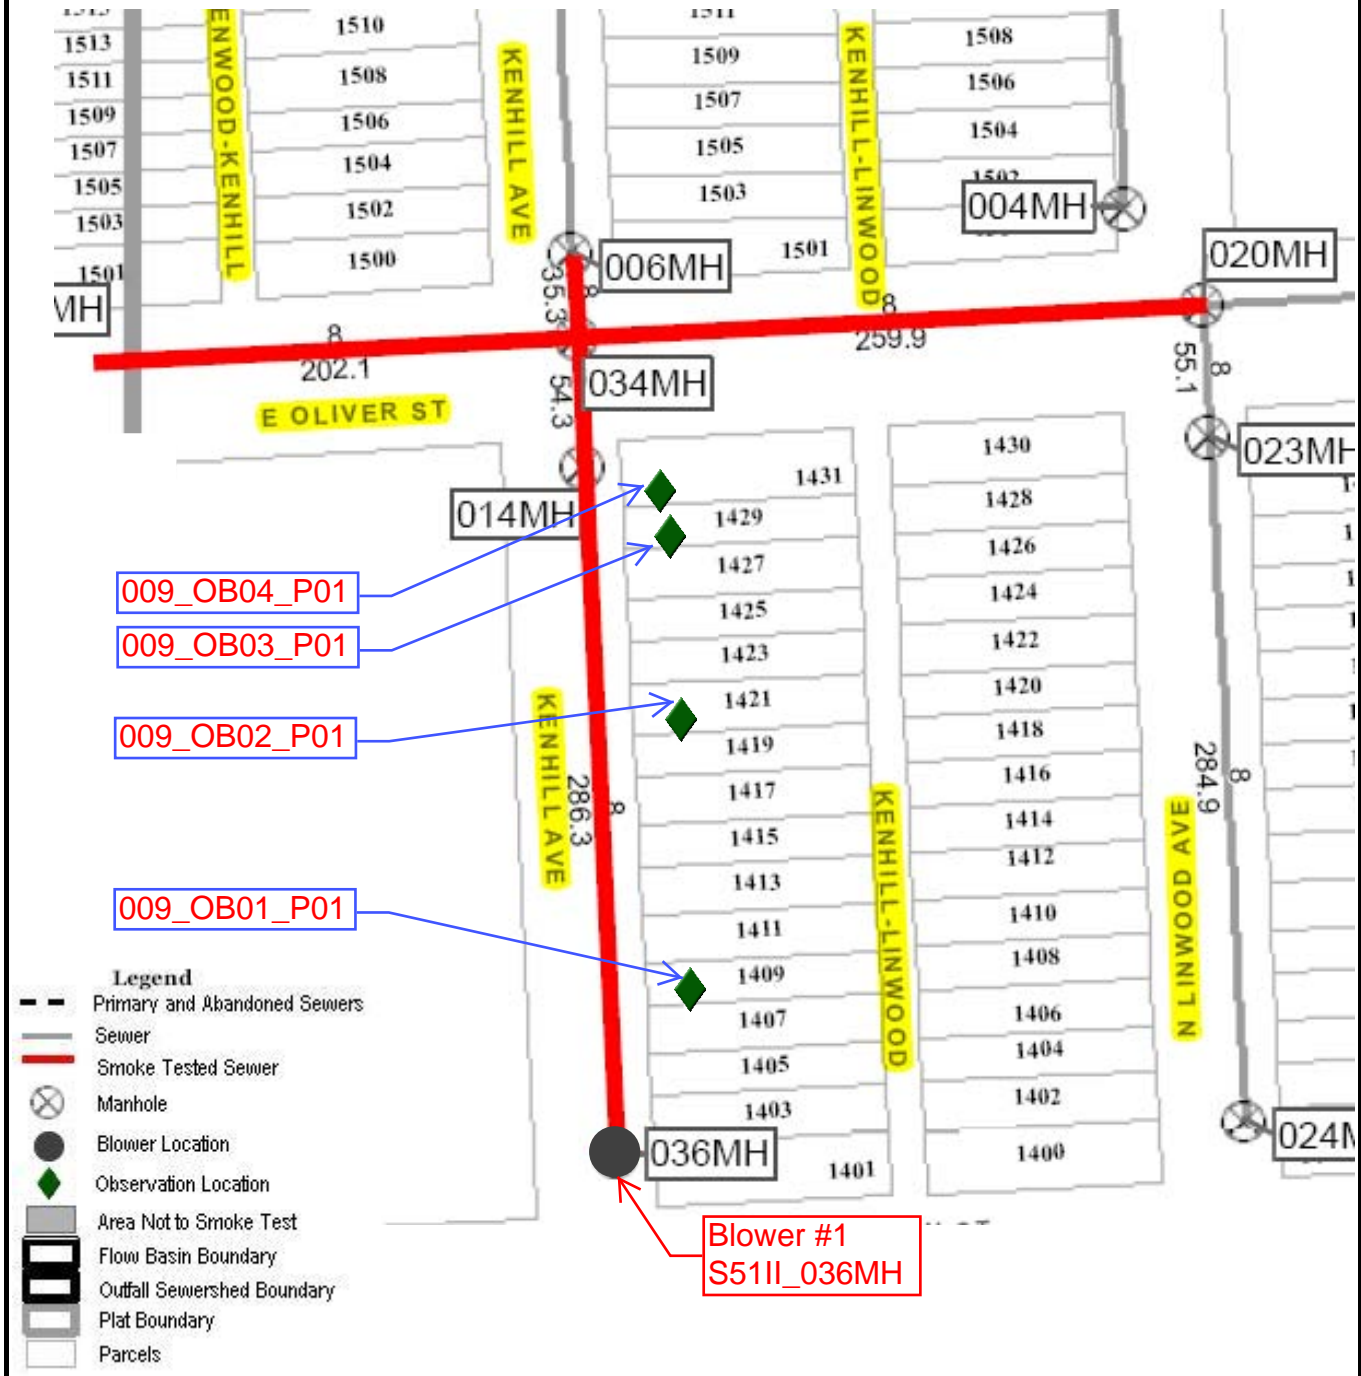 1513
1511
1509
1507
1505
1503
1501
MH
ENWOOD-KENHILL
1510
1508
1506
1504
1502
1500
KENHILL AVE
1511
1509
1507
1505
1503
1501
KENHILL-LINWOOD
1508
1506
1504
1502
004MH
006MH
020MH
35.3
8
8
202.1
8
259.9
034MH
54.3
E OLIVER ST
55.1
8
023MH
014MH
1431
1429
1427
1425
1423
1421
1419
1417
1415
1413
1411
1409
1407
1405
1403
1401
1430
1428
1426
1424
1422
1420
1418
1416
1414
1412
1410
1408
1406
1404
1402
1400
009_OB04_P01
009_OB03_P01
009_OB02_P01
009_OB01_P01
KENHILL AVE
286.3
8
KENHILL-LINWOOD
N LINWOOD AVE
284.9
8
024M
036MH
Blower #1
S51II_036MH
Legend
Primary and Abandoned Sewers
Sewer
Smoke Tested Sewer
Manhole
Blower Location
Observation Location
Area Not to Smoke Test
Flow Basin Boundary
Outfall Sewershed Boundary
Plat Boundary
Parcels